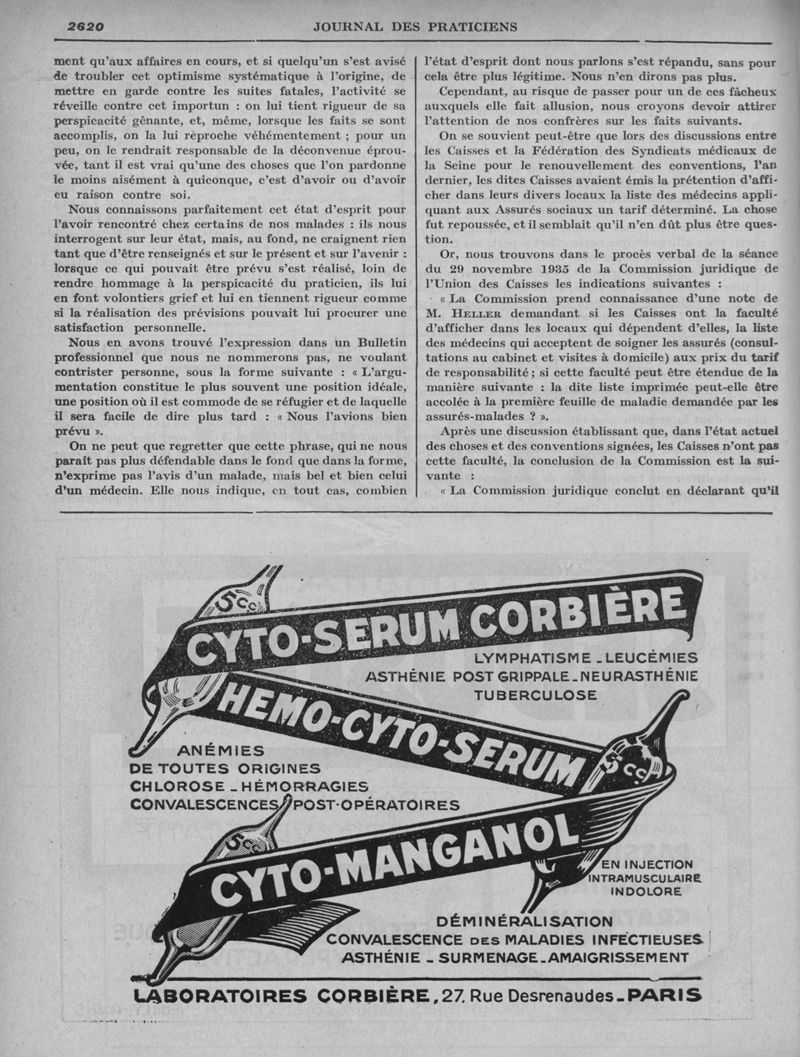 2620
JOURNAL DES PRATICIENS
ment qu'aux affaires en cours, et si quelqu'un s'est avisé
de troubler cet optimisme systématique à l'origine, de
mettre en garde contre les suites fatales, l'activité se
réveille contre cet importun : on lui tient rigueur de sa
perspicacité gênante, et, même, lorsque les faits se sont
accomplis, on la lui reproche véhémentement ; pour un
peu, on le rendrait responsable de la déconvenue éprou-
vée, tant il est vrai qu'une des choses que l'on pardonne
le moins aisément à quiconque, c'est d'avoir ou d'avoir
eu raison contre soi.
Nous connaissons parfaitement cet état d'esprit pour
l'avoir rencontré chez certains de nos malades : ils nous
interrogent sur leur état, mais, au fond, ne craignent rien
tant que d'être renseignés et sur le présent et sur l'avenir :
lorsque ce qui pouvait être prévu s'est réalisé, loin de
rendre hommage à la perspicacité du praticien, ils lui
en font volontiers grief et lui en tiennent rigueur comme
si la réalisation des prévisions pouvait lui procurer une
satisfaction personnelle.
Nous en avons trouvé l'expression dans un Bulletin
professionnel que nous ne nommerons pas, ne voulant
contrister personne, sous la forme suivante : « L'argu-
mentation constitue le plus souvent une position idéale,
une position où il est commode de se réfugier et de laquelle
il sera facile de dire plus tard : « Nous l'avions bien
prévu ».
On ne peut que regretter que cette phrase, qui ne nous
paraît pas plus défendable dans le fond que dans la forme,
n'exprime pas l'avis d'un malade, mais bel et bien celui
d'un médecin. Elle nous indique, en tout cas, combien
l'état d'esprit dont nous parlons s'est répandu, sans pour
cela être plus légitime. Nous n'en dirons pas plus.
Cependant, au risque de passer pour un de ces fâcheux
auxquels elle fait allusion, nous croyons devoir attirer
l'attention de nos confrères sur les faits suivants.
On se souvient peut-être que lors des discussions entre
les Caisses et la Fédération des Syndicats médicaux de
la Seine pour le renouvellement des conventions, l'an
dernier, les dites Caisses avaient émis la prétention d'affi-
cher dans leurs divers locaux la liste des médecins appli-
quant aux Assurés sociaux un tarif déterminé. La chose
fut repoussée, et il semblait qu'il n'en dût plus être ques-
tion.
Or, nous trouvons dans le procès verbal de la séance
du 29 novembre 1935 de la Commission juridique de
l'Union des Caisses les indications suivantes :
« La Commission prend connaissance d'une note de
M. HELLER demandant si les Caisses ont la faculté
d'afficher dans les locaux qui dépendent d'elles, la liste
des médecins qui acceptent de soigner les assurés (consul-
tations au cabinet et visites à domicile) aux prix du tarif
de responsabilité ; si cette faculté peut être étendue de la
manière suivante : la dite liste imprimée peut-elle être
accolée à la première feuille de maladie demandée par les
assurés-malades ? ».
Après une discussion établissant que, dans l'état actuel
des choses et des conventions signées, les Caisses n'ont pas
cette faculté, la conclusion de la Commission est la sui-
vante :
« La Commission juridique conclut en déclarant qu'il
5cc.
CYTO-SERUM CORBIÈRE
LYMPHATISME - LEUCÉMIES
ASTHÉNIE POST GRIPPALE - NEURASTHÉNIE
TUBERCULOSE
HEMO-CYTO-SERUM
5cc.
ANÉMIES
DE TOUTES ORIGINES
CHLOROSE - HÉMORRAGIES
CONVALESCENCES POST-OPÉRATOIRES
5cc.
CYTO-MANGANOL
EN INJECTION
INTRAMUSCULAIRE
INDOLORE
DÉMINÉRALISATION
CONVALESCENCE DES MALADIES INFECTIEUSES
ASTHÉNIE - SURMENAGE - AMAIGRISSEMENT
LABORATOIRES CORBIÈRE, 27, Rue Desrenaudes - PARIS